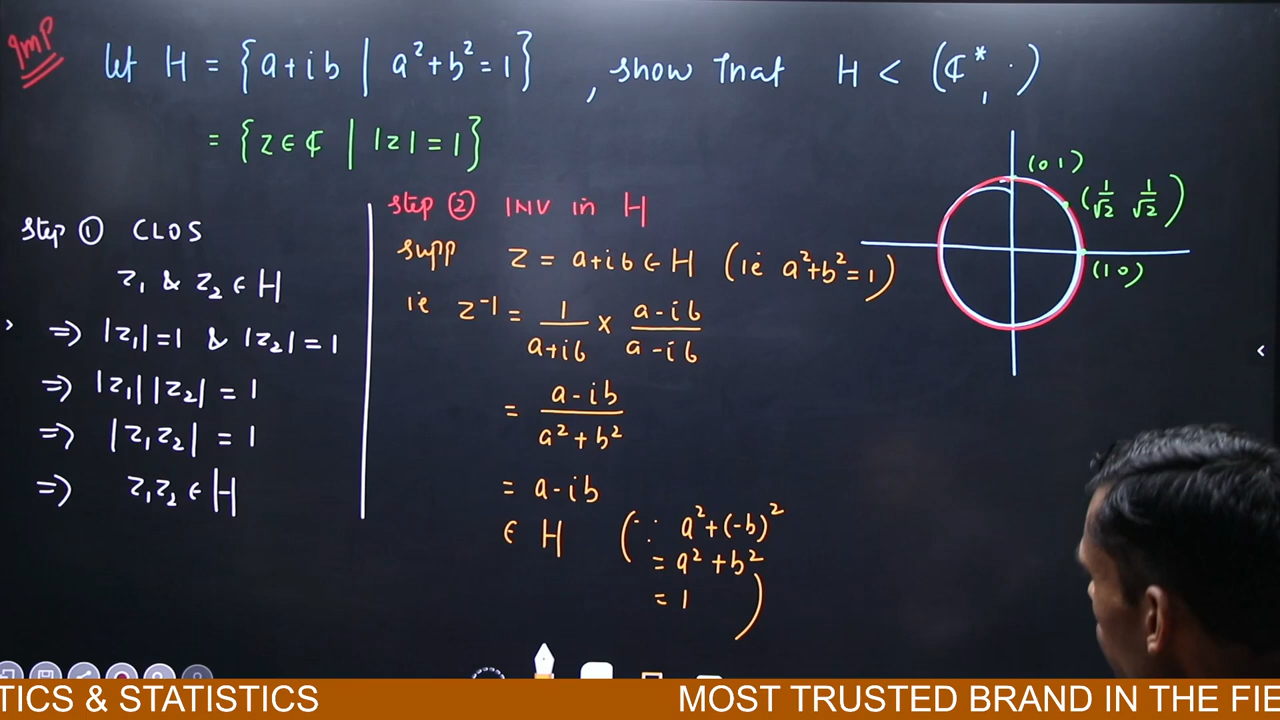 Imp
Let H = {a+ib | a²+b²=1} , show that H < (ℂ*, ·)
= {z∈ℂ | |z|=1}
(0 1)
(1/√2 1/√2)
(1 0)
Step ① CLOS
z₁ & z₂ ∈ H
⇒ |z₁|=1 & |z₂|=1
⇒ |z₁||z₂| = 1
⇒ |z₁z₂| = 1
⇒ z₁z₂ ∈ H
Step ② INV in H
supp z = a+ib ∈ H (ie a²+b²=1)
ie z⁻¹ = 1/(a+ib) × (a-ib)/(a-ib)
= (a-ib)/(a²+b²)
= a-ib
∈ H (∵ a²+(-b)²
= a²+b²
= 1 )
TICS & STATISTICS MOST TRUSTED BRAND IN THE FIE